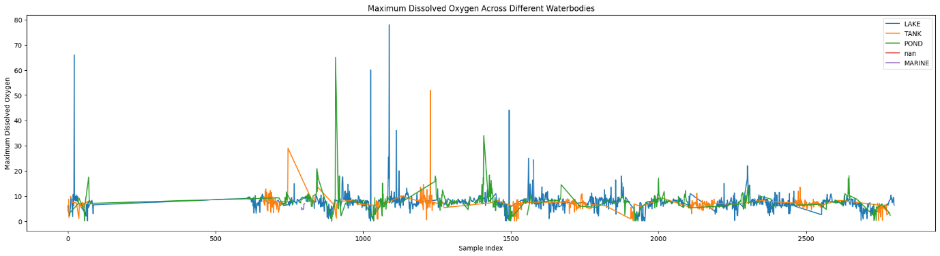 Maximum Dissolved Oxygen Across Different Waterbodies
80
70
60
50
40
30
20
10
0
Maximum Dissolved Oxygen
0
500
1000
1500
2000
2500
Sample Index
LAKE
TANK
POND
nan
MARINE